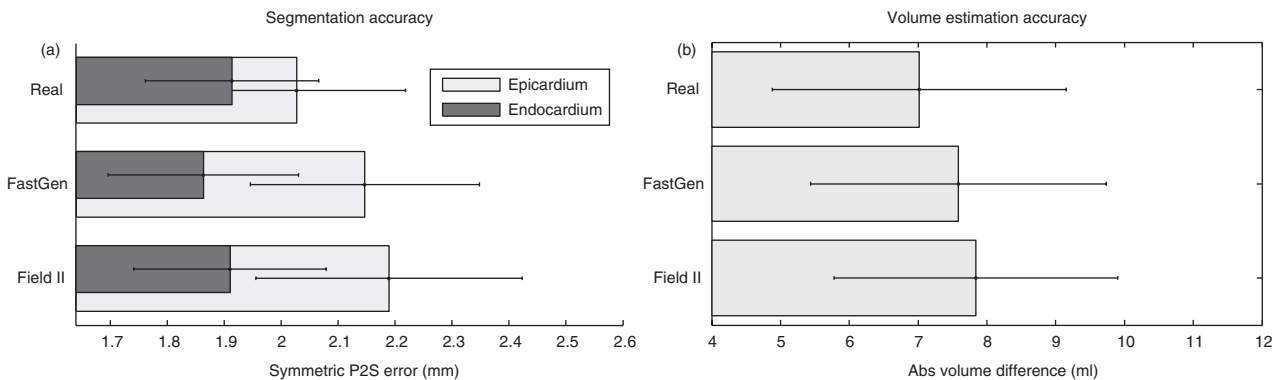 Segmentation accuracy
(a)
Real
FastGen
Field II
Epicardium
Endocardium
1.7 1.8 1.9 2 2.1 2.2 2.3 2.4 2.5 2.6
Symmetric P2S error (mm)
Volume estimation accuracy
(b)
Real
FastGen
Field II
4 5 6 7 8 9 10 11 12
Abs volume difference (ml)